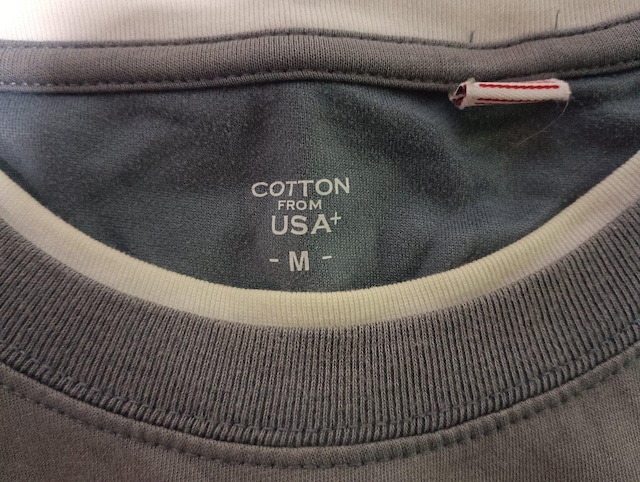 COTTON
FROM
USA+
- M -